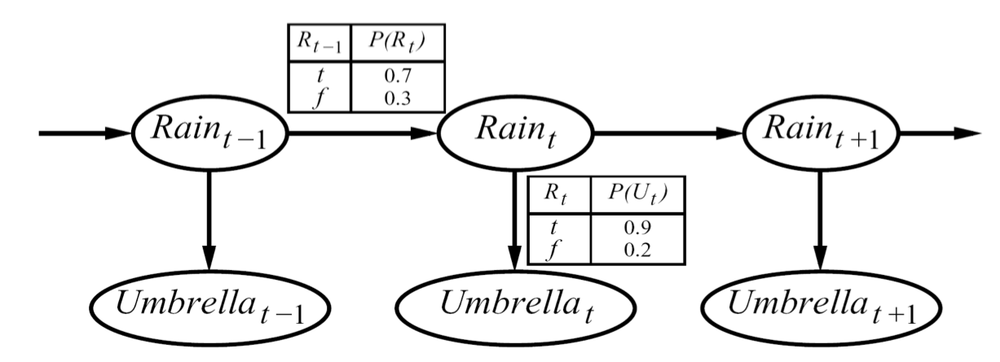 R_{t-1} P(R_t)
t 0.7
f 0.3
Rain_{t-1} Rain_t Rain_{t+1}
R_t P(U_t)
t 0.9
f 0.2
Umbrella_{t-1} Umbrella_t Umbrella_{t+1}